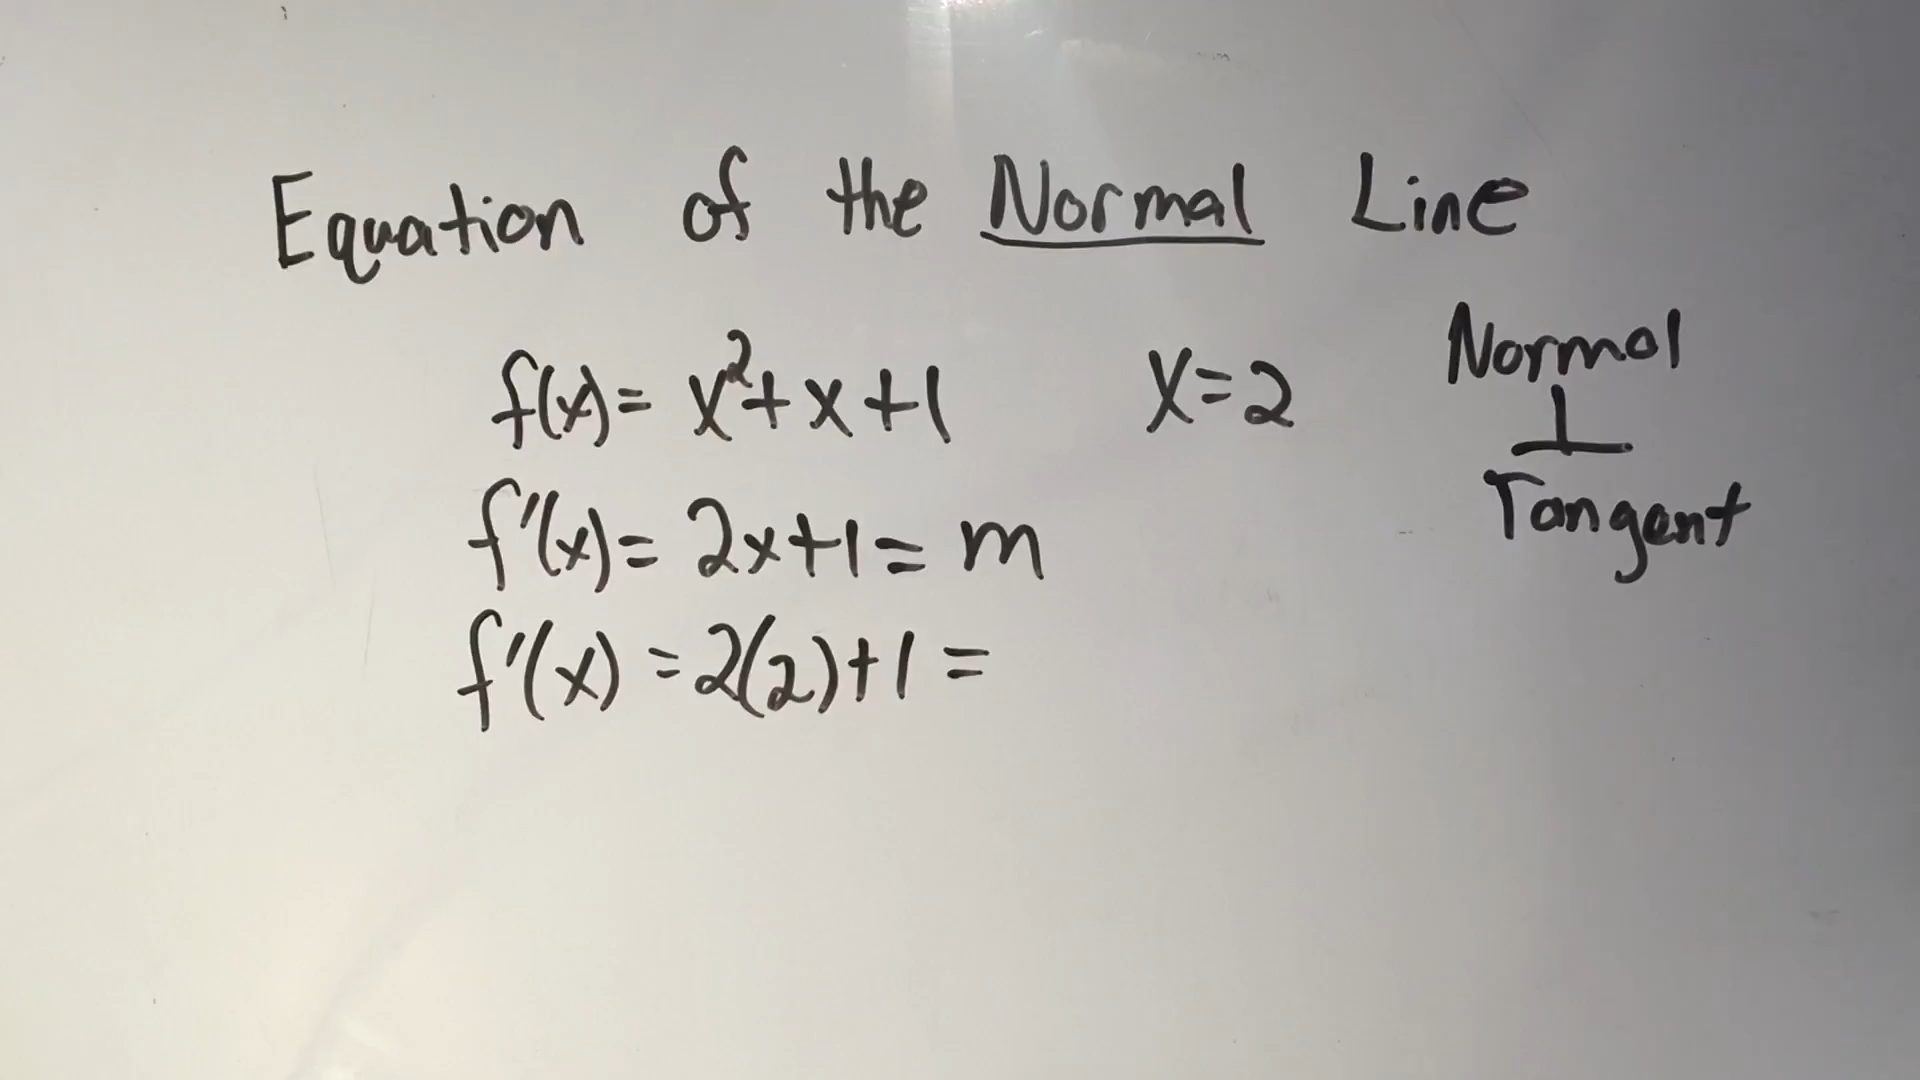 Equation of the Normal Line
f(x)= x²+x+1
x=2
f'(x)= 2x+1= m
f'(x) =2(2)+1 =
Normal
⊥
Tangent